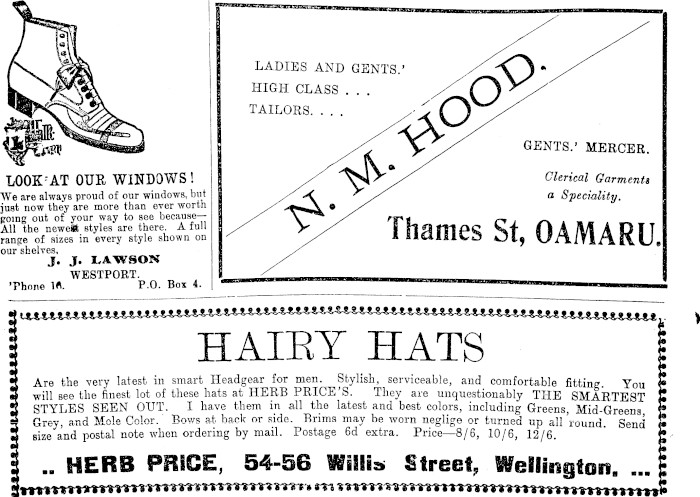 LOOK AT OUR WINDOWS!
We are always proud of our windows, but
just now they are more than ever worth
going out of your way to see because—
All the newest styles are there. A full
range of sizes in every style shown on
our shelves.
J. J. LAWSON
WESTPORT.
'Phone 10. P.O. Box 4.
LADIES AND GENTS.'
HIGH CLASS . . .
TAILORS. . . .
N. M. HOOD.
GENTS.' MERCER.
Clerical Garments
a Speciality.
Thames St, OAMARU.
HAIRY HATS
Are the very latest in smart Headgear for men. Stylish, serviceable, and comfortable fitting. You
will see the finest lot of these hats at HERB PRICE'S. They are unquestionably THE SMARTEST
STYLES SEEN OUT. I have them in all the latest and best colors, including Greens, Mid-Greens,
Grey, and Mole Color. Bows at back or side. Brims may be worn neglige or turned up all round. Send
size and postal note when ordering by mail. Postage 6d extra. Price—8/6, 10/6, 12/6.
.. HERB PRICE, 54-56 Willis Street, Wellington. ...